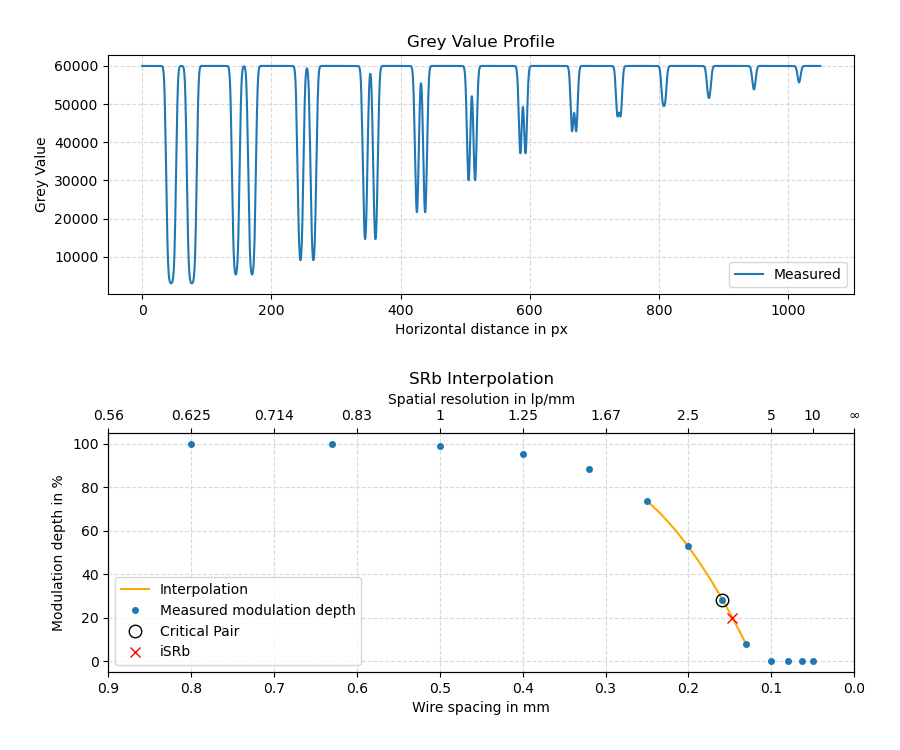 Grey Value Profile
60000
50000
40000
30000
20000
10000
Grey Value
Measured
0 200 400 600 800 1000
Horizontal distance in px
SRb Interpolation
Spatial resolution in lp/mm
0.56 0.625 0.714 0.83 1 1.25 1.67 2.5 5 10 ∞
100
80
60
40
20
0
Modulation depth in %
Interpolation
Measured modulation depth
Critical Pair
iSRb
0.9 0.8 0.7 0.6 0.5 0.4 0.3 0.2 0.1 0.0
Wire spacing in mm